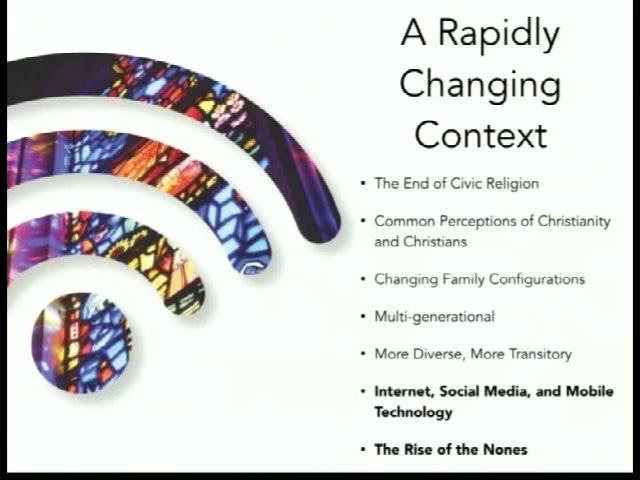 A Rapidly
Changing
Context
• The End of Civic Religion
• Common Perceptions of Christianity
and Christians
• Changing Family Configurations
• Multi-generational
• More Diverse, More Transitory
• Internet, Social Media, and Mobile
Technology
• The Rise of the Nones